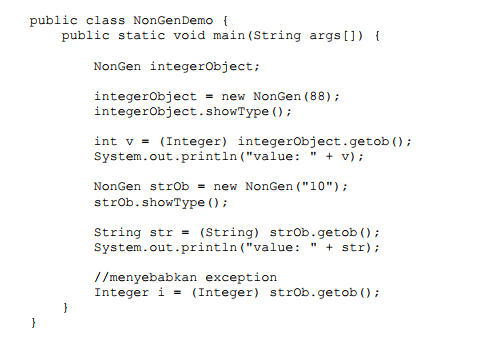 public class NonGenDemo {
    public static void main(String args[]) {
        NonGen integerObject;
        integerObject = new NonGen(88);
        integerObject.showType();
        int v = (Integer) integerObject.getob();
        System.out.println("value: " + v);
        NonGen strOb = new NonGen("10");
        strOb.showType();
        String str = (String) strOb.getob();
        System.out.println("value: " + str);
        //menyebabkan exception
        Integer i = (Integer) strOb.getob();
    }
}